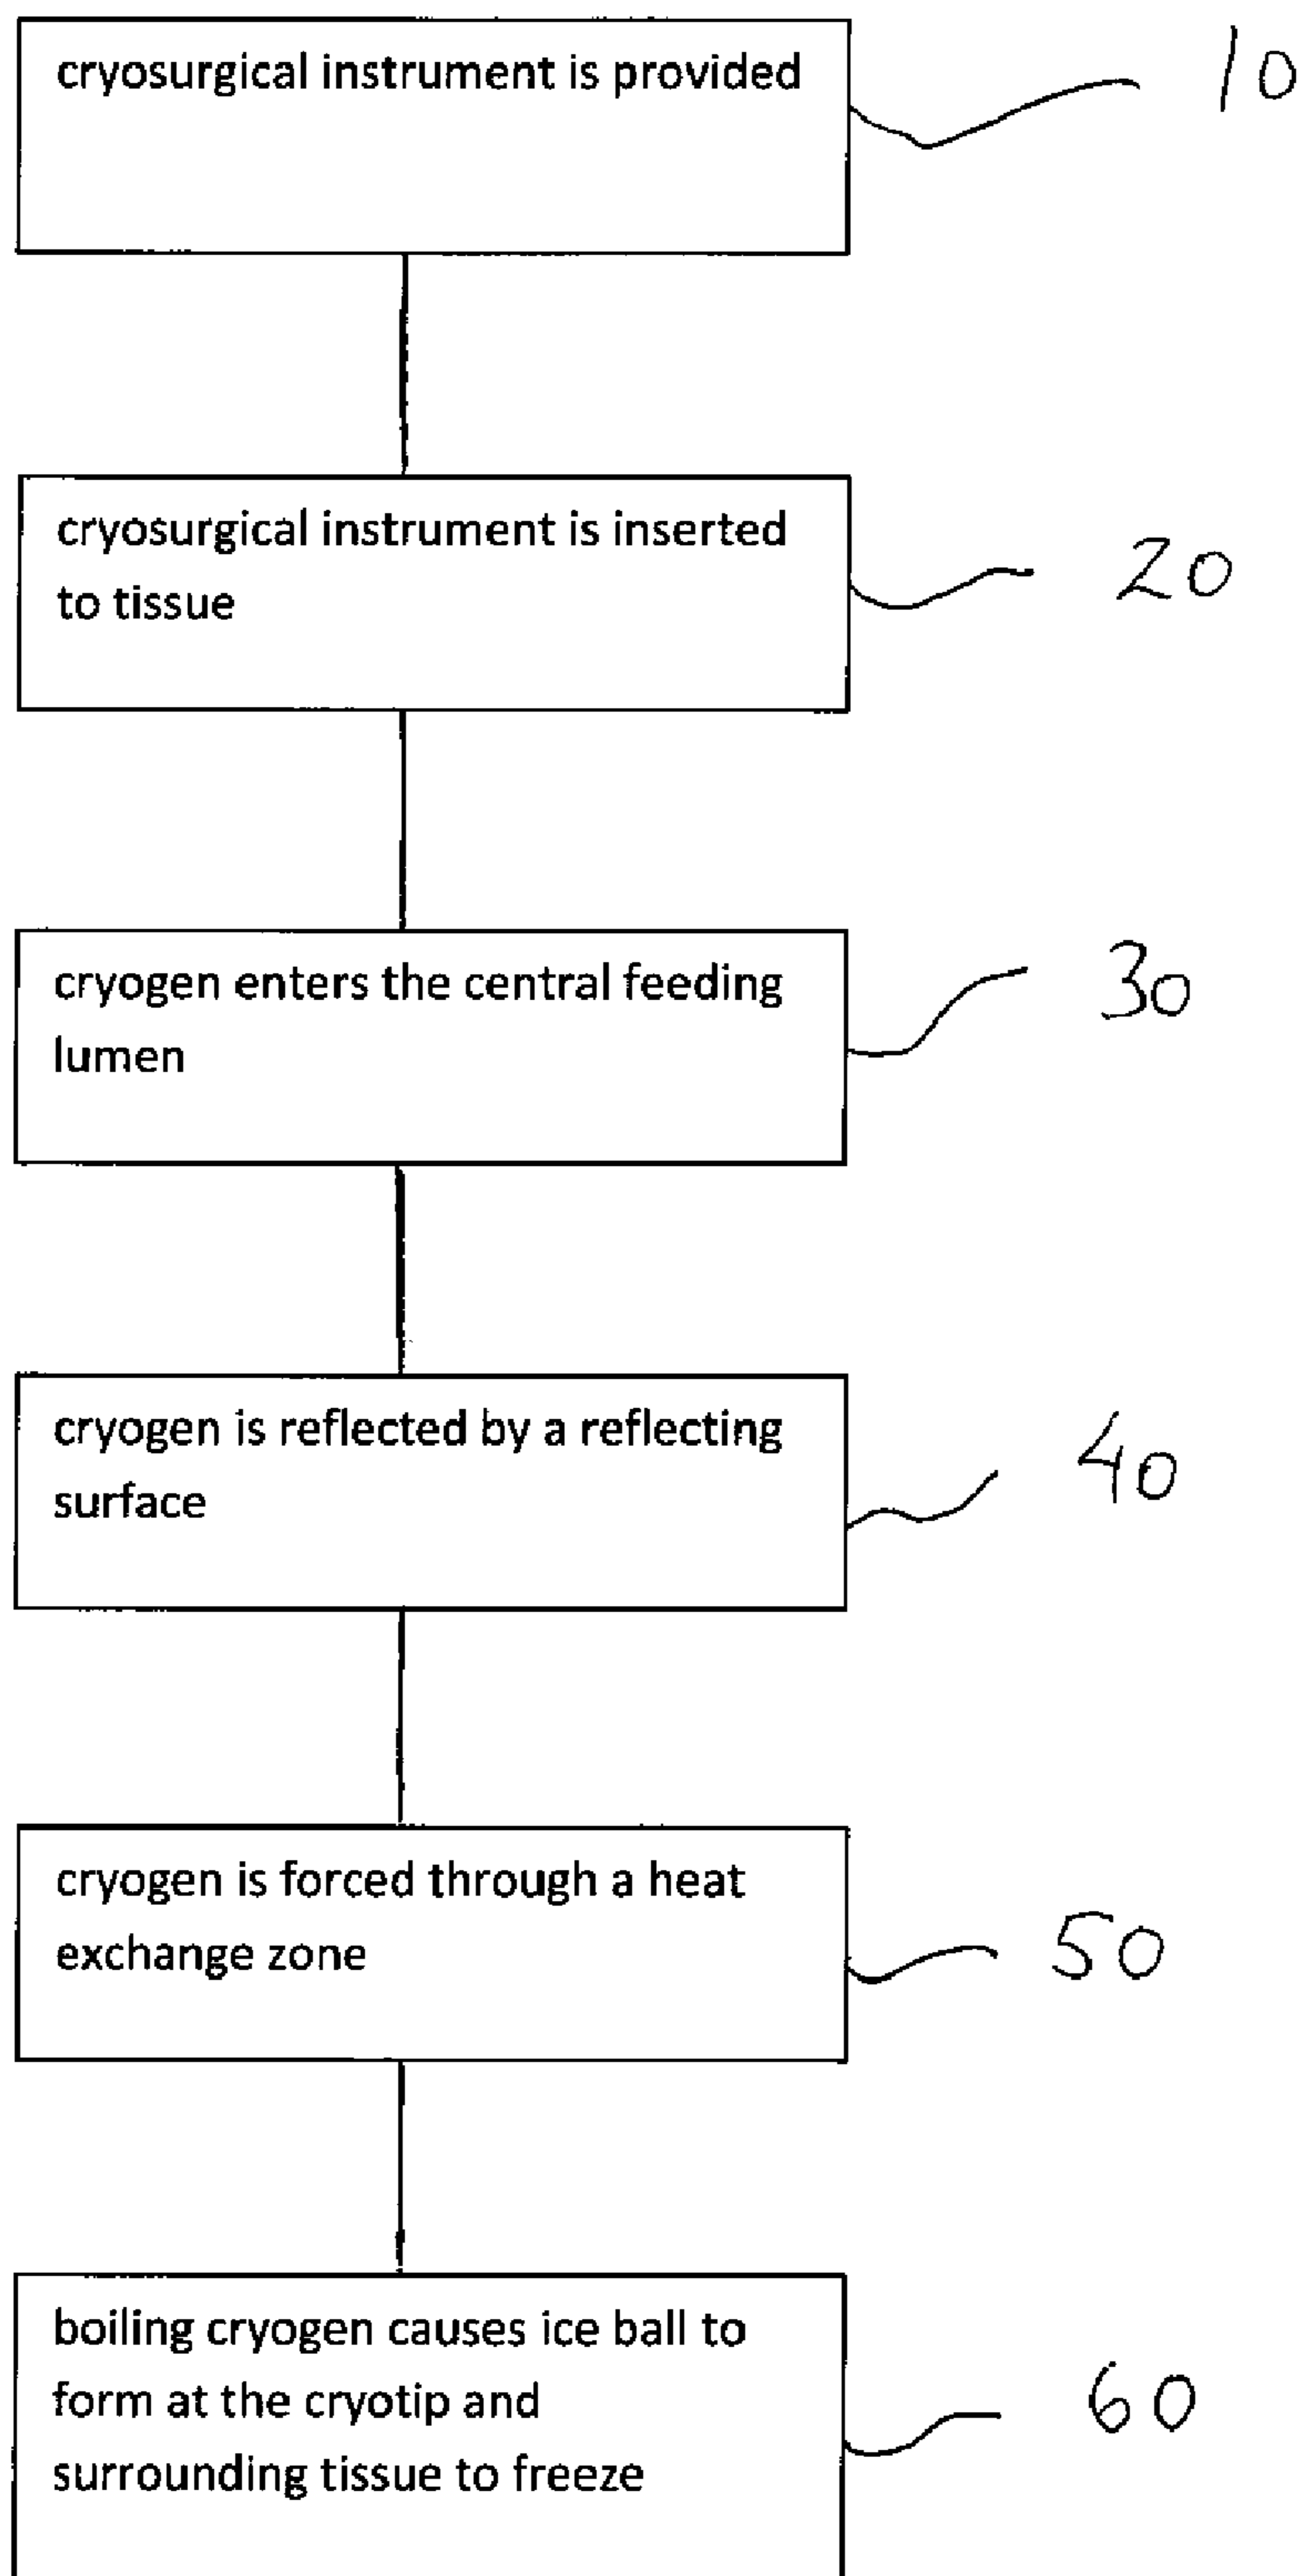 cryosurgical instrument is provided
10
cryosurgical instrument is inserted
to tissue
20
cryogen enters the central feeding
lumen
30
cryogen is reflected by a reflecting
surface
40
cryogen is forced through a heat
exchange zone
50
boiling cryogen causes ice ball to
form at the cryotip and
surrounding tissue to freeze
60